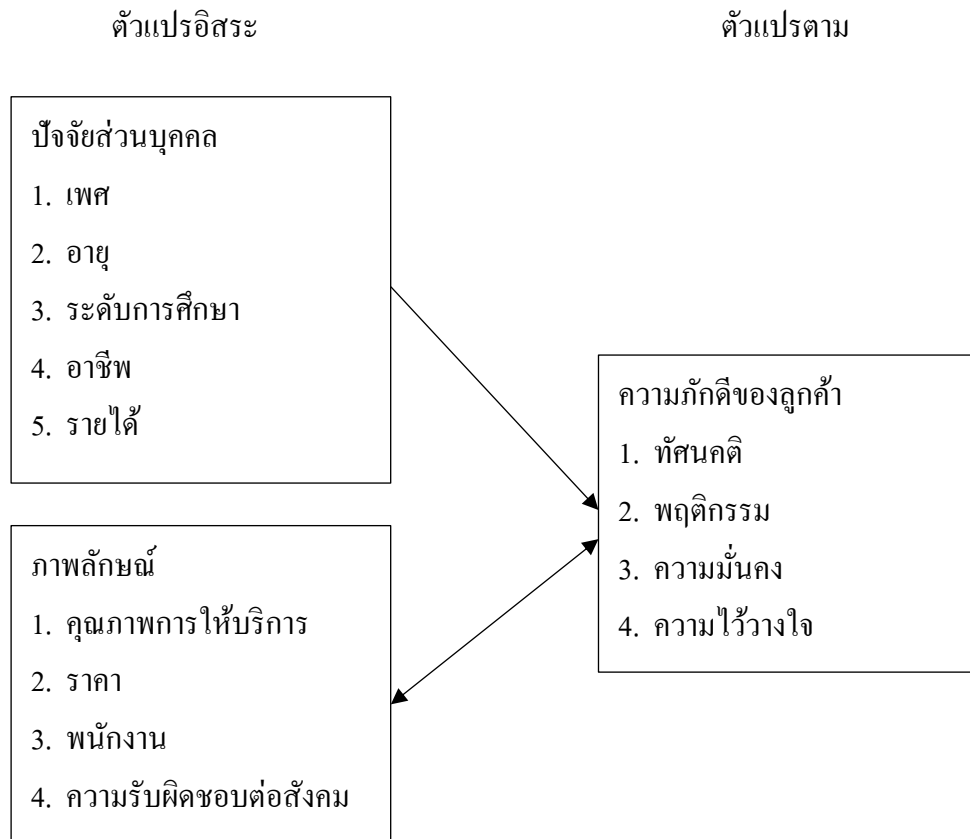 ตัวแปรอิสระ
ตัวแปรตาม
ปัจจัยส่วนบุคคล
1. เพศ
2. อายุ
3. ระดับการศึกษา
4. อาชีพ
5. รายได้
ความภักดีของลูกค้า
1. ทัศนคติ
2. พฤติกรรม
3. ความมั่นคง
4. ความไว้วางใจ
ภาพลักษณ์
1. คุณภาพการให้บริการ
2. ราคา
3. พนักงาน
4. ความรับผิดชอบต่อสังคม